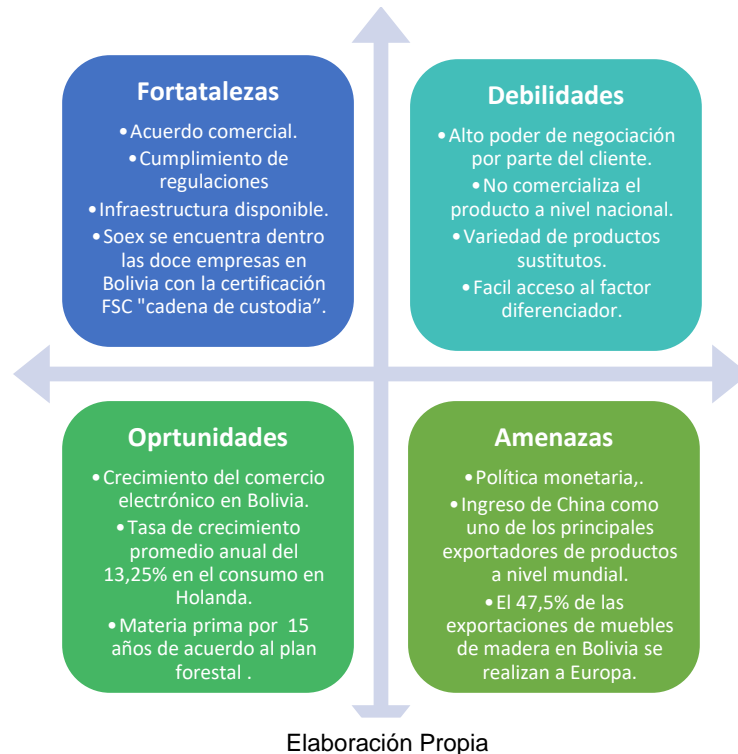 Fortatalezas
•Acuerdo comercial.
•Cumplimiento de
regulaciones
•Infraestructura disponible.
•Soex se encuentra dentro
las doce empresas en
Bolivia con la certificación
FSC "cadena de custodia”.
Debilidades
•Alto poder de negociación
por parte del cliente.
•No comercializa el
producto a nivel nacional.
•Variedad de productos
sustitutos.
•Facil acceso al factor
diferenciador.
Oprtunidades
•Crecimiento del comercio
electrónico en Bolivia.
•Tasa de crecimiento
promedio anual del
13,25% en el consumo en
Holanda.
•Materia prima por 15
años de acuerdo al plan
forestal .
Amenazas
•Política monetaria,.
•Ingreso de China como
uno de los principales
exportadores de productos
a nivel mundial.
•El 47,5% de las
exportaciones de muebles
de madera en Bolivia se
realizan a Europa.
Elaboración Propia